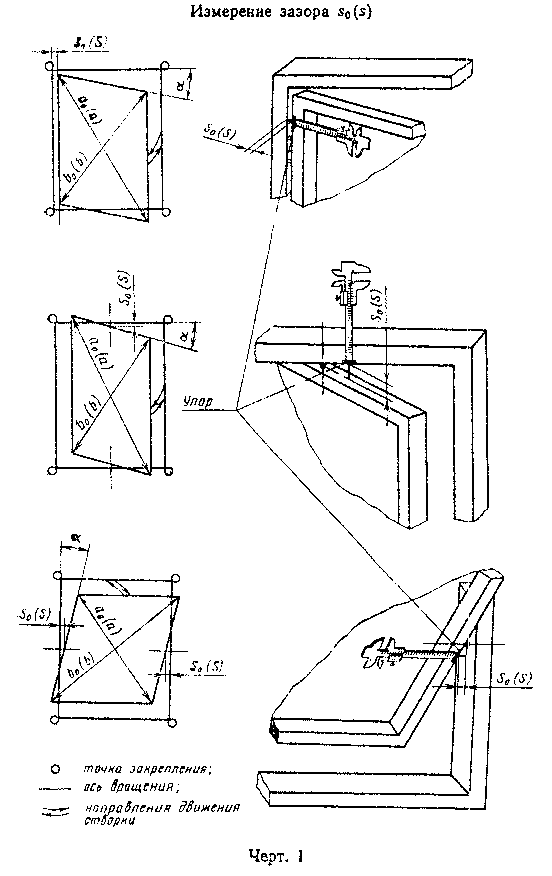 Измерение зазора s₀(s)
S₀(S)
α
a₀(a)
b₀(b)
S₀(S)
S₀(S)
α
a₀(a)
b₀(b)
S₀(S)
Упор
α
S₀(S)
a₀(a)
b₀(b)
S₀(S)
S₀(S)
точка закрепления;
ось вращения;
направления движения
створки
Черт. 1